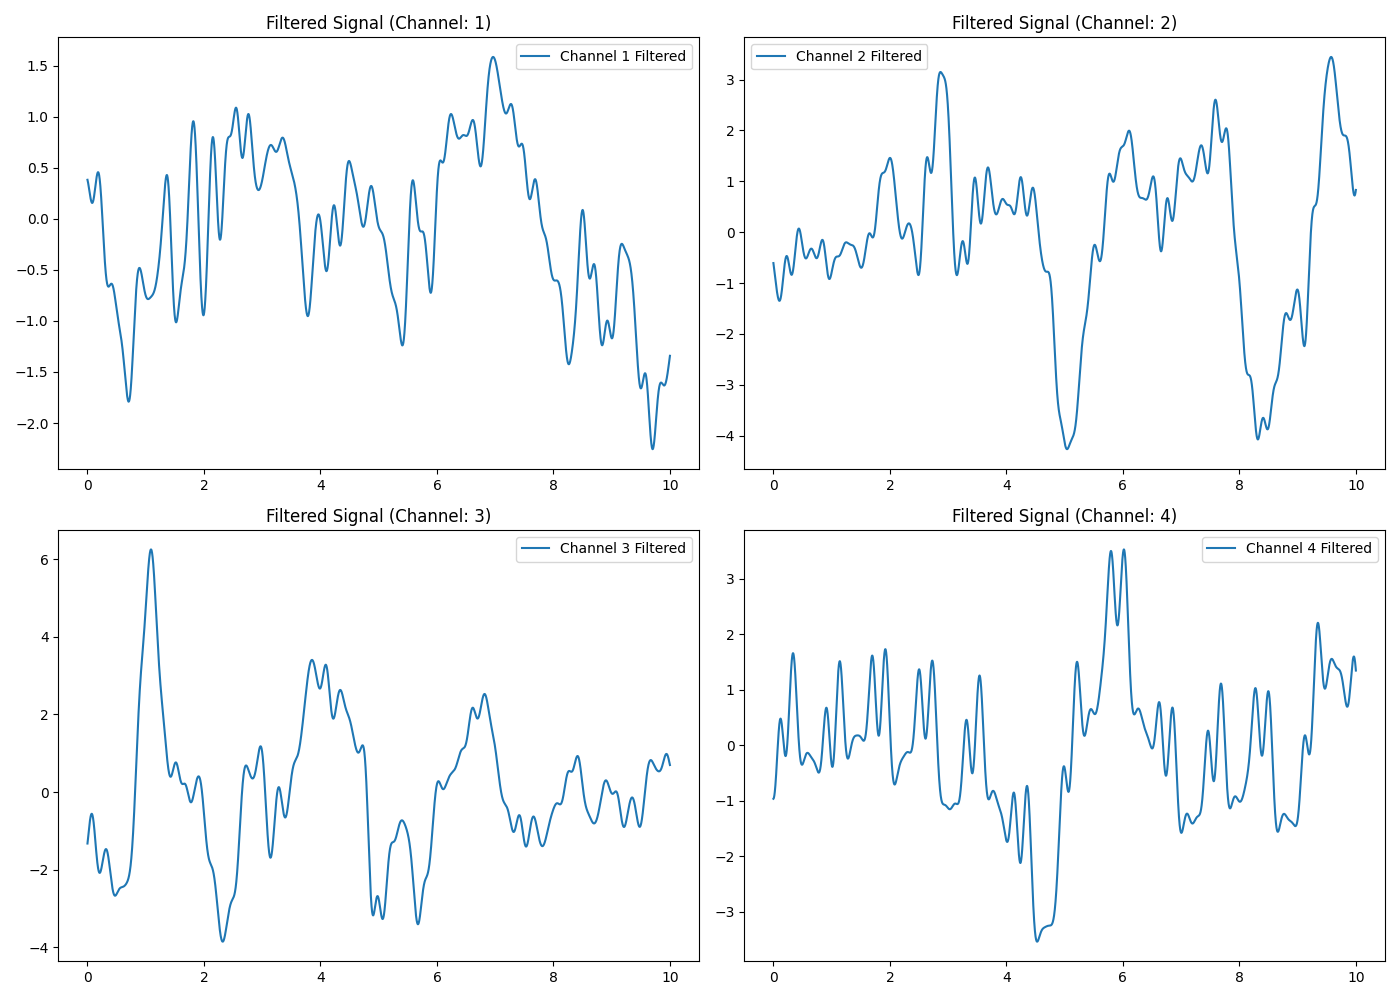 Filtered Signal (Channel: 1)
Channel 1 Filtered
1.5
1.0
0.5
0.0
−0.5
−1.0
−1.5
−2.0
0 2 4 6 8 10
Filtered Signal (Channel: 2)
Channel 2 Filtered
3
2
1
0
−1
−2
−3
−4
0 2 4 6 8 10
Filtered Signal (Channel: 3)
Channel 3 Filtered
6
4
2
0
−2
−4
0 2 4 6 8 10
Filtered Signal (Channel: 4)
Channel 4 Filtered
3
2
1
0
−1
−2
−3
0 2 4 6 8 10